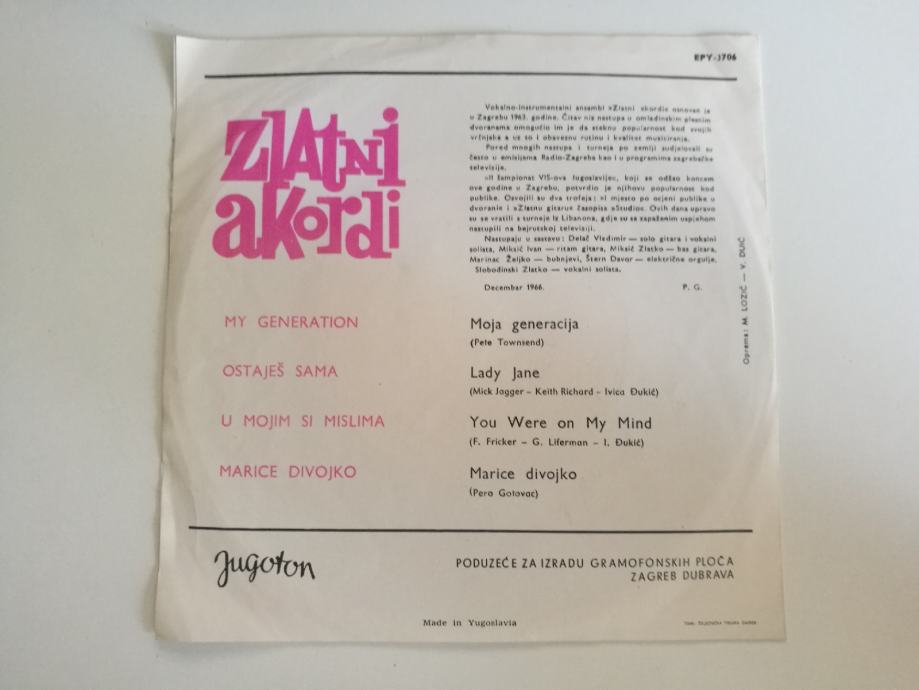 EPY-3706
Zlatni
akordi
Vokalno-instrumentalni ansambl »Zlatni akordi« osnovan je
u Zagrebu 1963. godine. Čitav niz nastupa u omladinskim plesnim
dvoranama omogućio im je da steknu popularnost kod svojih
vršnjaka a uz to i obaveznu rutinu i kvalitet muziciranja.
Pored mnogih nastupa i turneja po zemlji sudjelovali su
često u emisijama Radio-Zagreba kao i u programima zagrebačke
televizije.
»II šampionat VIS-ova Jugoslavije«, koji se održao koncem
ove godine u Zagrebu, potvrdio je njihovu popularnost kod
publike. Osvojili su dva trofeja: »I mjesto po ocjeni publike u
dvorani« i »Zlatnu gitaru« časopisa »Studio«. Ovih dana upravo
su se vratili s turneje iz Libanona, gdje su sa zapaženim uspjehom
nastupili na bejrutskoj televiziji.
Nastupaju u sastavu: Delač Vladimir — solo gitara i vokalni
solista, Miksić Ivan — ritam gitara, Miksić Zlatko — bas gitara,
Marinac Željko — bubnjevi, Štern Davor — električne orgulje,
Slobodinski Zlatko — vokalni solista.
Decembar 1966. P. G.
Oprema: M. LOZIĆ — V. DUIĆ
MY GENERATION Moja generacija
(Pete Townsend)
OSTAJEŠ SAMA Lady Jane
(Mick Jagger – Keith Richard – Ivica Đukić)
U MOJIM SI MISLIMA You Were on My Mind
(F. Fricker – G. Liferman – I. Đukić)
MARICE DIVOJKO Marice divojko
(Pero Gotovac)
Jugoton
PODUZEĆE ZA IZRADU GRAMOFONSKIH PLOČA
ZAGREB DUBRAVA
Made in Yugoslavia